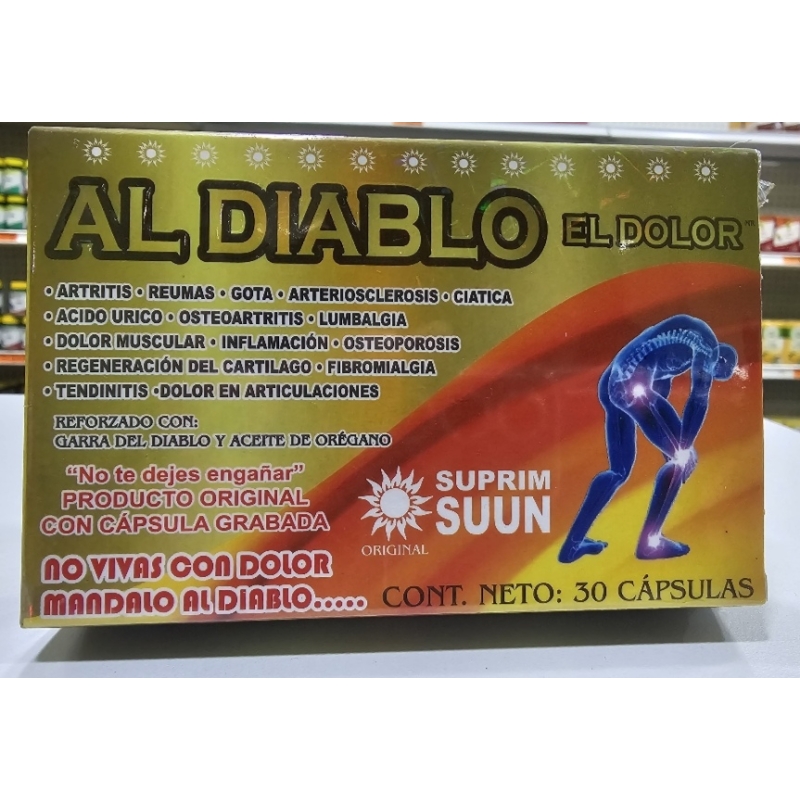 AL DIABLO EL DOLOR MR
• ARTRITIS • REUMAS • GOTA • ARTERIOSCLEROSIS • CIATICA
• ACIDO URICO • OSTEOARTRITIS • LUMBALGIA
• DOLOR MUSCULAR • INFLAMACIÓN • OSTEOPOROSIS
• REGENERACIÓN DEL CARTILAGO • FIBROMIALGIA
• TENDINITIS •DOLOR EN ARTICULACIONES
REFORZADO CON:
GARRA DEL DIABLO Y ACEITE DE ORÉGANO
“No te dejes engañar”
PRODUCTO ORIGINAL
CON CÁPSULA GRABADA
SUPRIM
SUUN
ORIGINAL
NO VIVAS CON DOLOR
MANDALO AL DIABLO.....
CONT. NETO: 30 CÁPSULAS